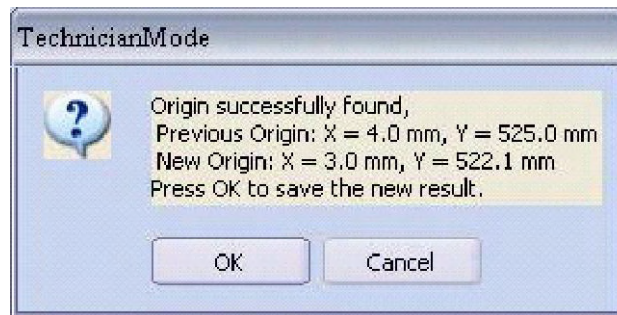 TechnicianMode
Origin successfully found,
Previous Origin: X = 4.0 mm, Y = 525.0 mm
New Origin: X = 3.0 mm, Y = 522.1 mm
Press OK to save the new result.
OK
Cancel